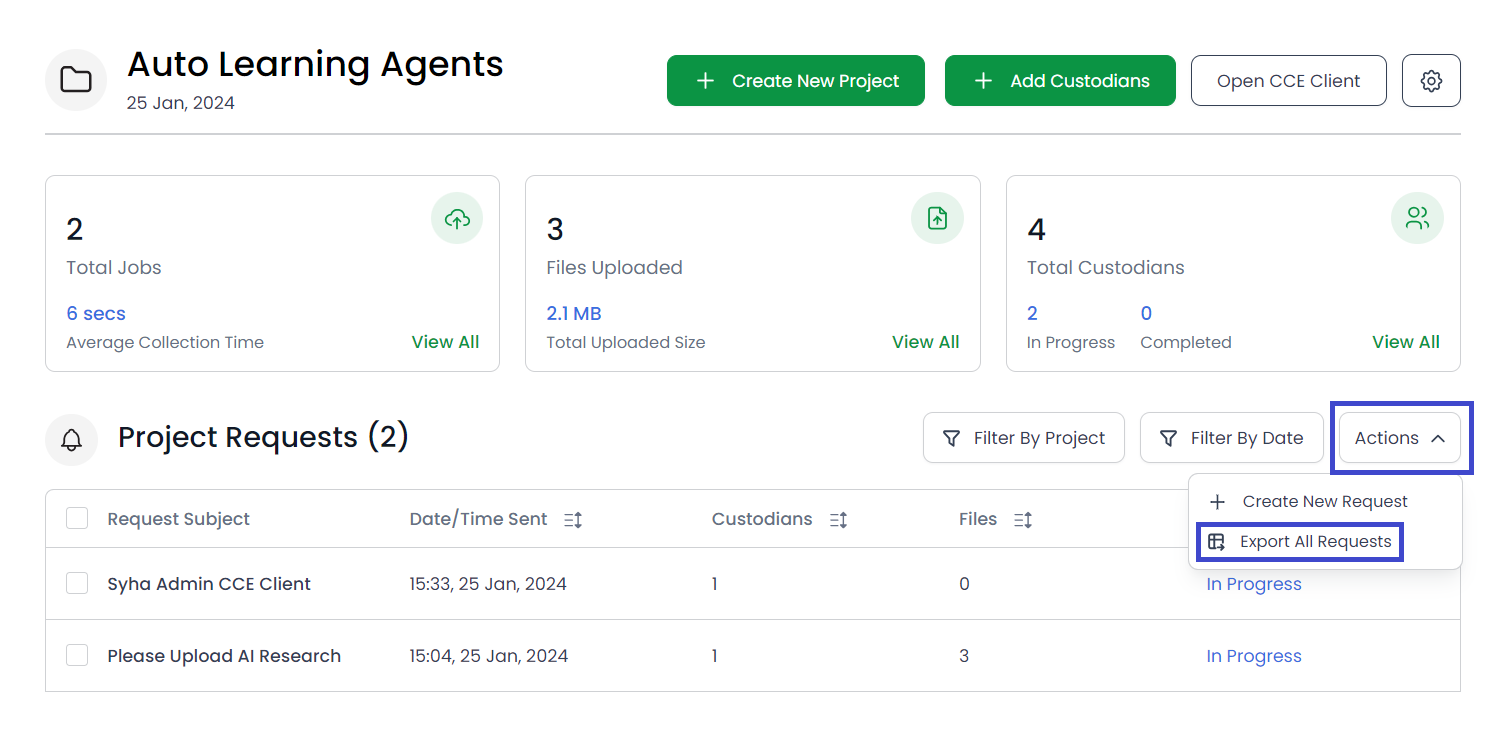 Auto Learning Agents
25 Jan, 2024
Create New Project
Add Custodians
Open CCE Client
2
Total Jobs
6 secs
Average Collection Time
View All
3
Files Uploaded
2.1 MB
Total Uploaded Size
View All
4
Total Custodians
2
In Progress
0
Completed
View All
Project Requests (2)
Filter By Project
Filter By Date
Actions
Create New Request
Export All Requests
Request Subject Date/Time Sent Custodians Files
Syha Admin CCE Client 15:33, 25 Jan, 2024 1 0 In Progress
Please Upload AI Research 15:04, 25 Jan, 2024 1 3 In Progress